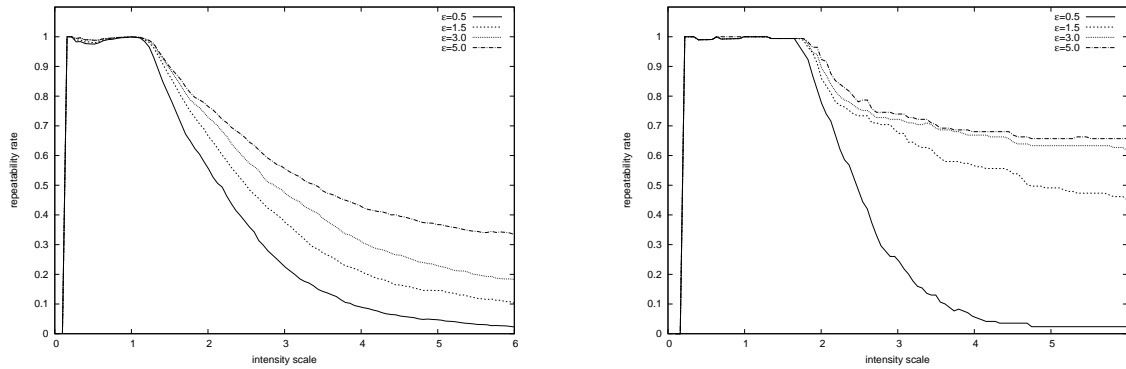 1
0.9
0.8
0.7
0.6
0.5
0.4
0.3
0.2
0.1
0
repeatability rate
0 1 2 3 4 5 6
intensity scale
ε=0.5
ε=1.5
ε=3.0
ε=5.0
1
0.9
0.8
0.7
0.6
0.5
0.4
0.3
0.2
0.1
0
repeatability rate
0 1 2 3 4 5
intensity scale
ε=0.5
ε=1.5
ε=3.0
ε=5.0